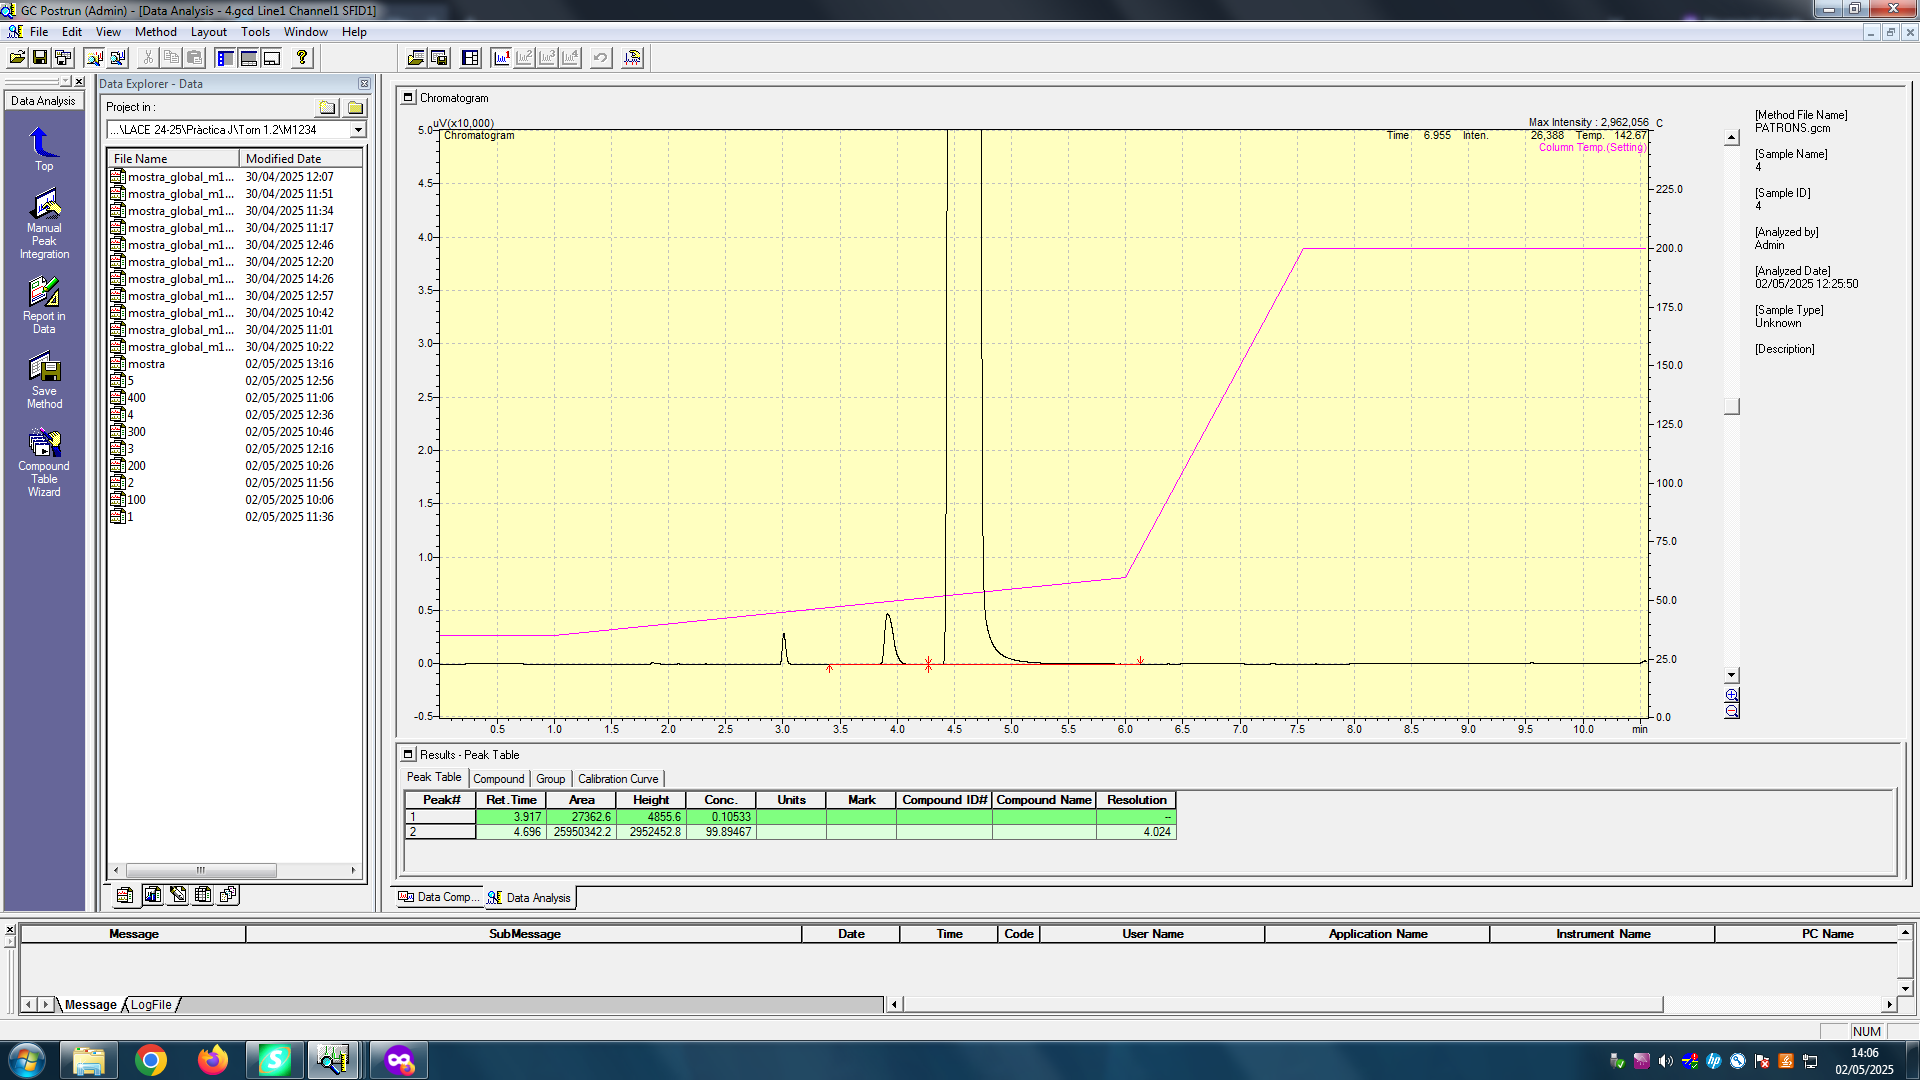 GC Postrun (Admin) - [Data Analysis - 4.gcd Line1 Channel1 SFID1]
File Edit View Method Layout Tools Window Help
Data Analysis
Top
Manual
Peak
Integration
Report in
Data
Save
Method
Compound
Table
Wizard
Data Explorer - Data
Project in :
...\LACE 24-25\Pràctica J\Torn 1.2\M1234
File Name Modified Date
mostra_global_m1... 30/04/2025 12:07
mostra_global_m1... 30/04/2025 11:51
mostra_global_m1... 30/04/2025 11:34
mostra_global_m1... 30/04/2025 11:17
mostra_global_m1... 30/04/2025 12:46
mostra_global_m1... 30/04/2025 12:20
mostra_global_m1... 30/04/2025 14:26
mostra_global_m1... 30/04/2025 12:57
mostra_global_m1... 30/04/2025 10:42
mostra_global_m1... 30/04/2025 11:01
mostra_global_m1... 30/04/2025 10:22
mostra 02/05/2025 13:16
5 02/05/2025 12:56
400 02/05/2025 11:06
4 02/05/2025 12:36
300 02/05/2025 10:46
3 02/05/2025 12:16
200 02/05/2025 10:26
2 02/05/2025 11:56
100 02/05/2025 10:06
1 02/05/2025 11:36
Chromatogram
uV(x10,000)
Max Intensity : 2,962,056 C
Chromatogram
Time 6.955 Inten. 26,388 Temp. 142.67
Column Temp.(Setting)
5.0
4.5
4.0
3.5
3.0
2.5
2.0
1.5
1.0
0.5
0.0
-0.5
225.0
200.0
175.0
150.0
125.0
100.0
75.0
50.0
25.0
0.0
0.5 1.0 1.5 2.0 2.5 3.0 3.5 4.0 4.5 5.0 5.5 6.0 6.5 7.0 7.5 8.0 8.5 9.0 9.5 10.0 min
[Method File Name]
PATRONS.gcm
[Sample Name]
4
[Sample ID]
4
[Analyzed by]
Admin
[Analyzed Date]
02/05/2025 12:25:50
[Sample Type]
Unknown
[Description]
Results - Peak Table
Peak Table Compound Group Calibration Curve
Peak# Ret.Time Area Height Conc. Units Mark Compound ID# Compound Name Resolution
1 3.917 27362.6 4855.6 0.10533 --
2 4.696 25950342.2 2952452.8 99.89467 4.024
Data Comp... Data Analysis
Message SubMessage Date Time Code User Name Application Name Instrument Name PC Name
Message LogFile
NUM
14:06
02/05/2025